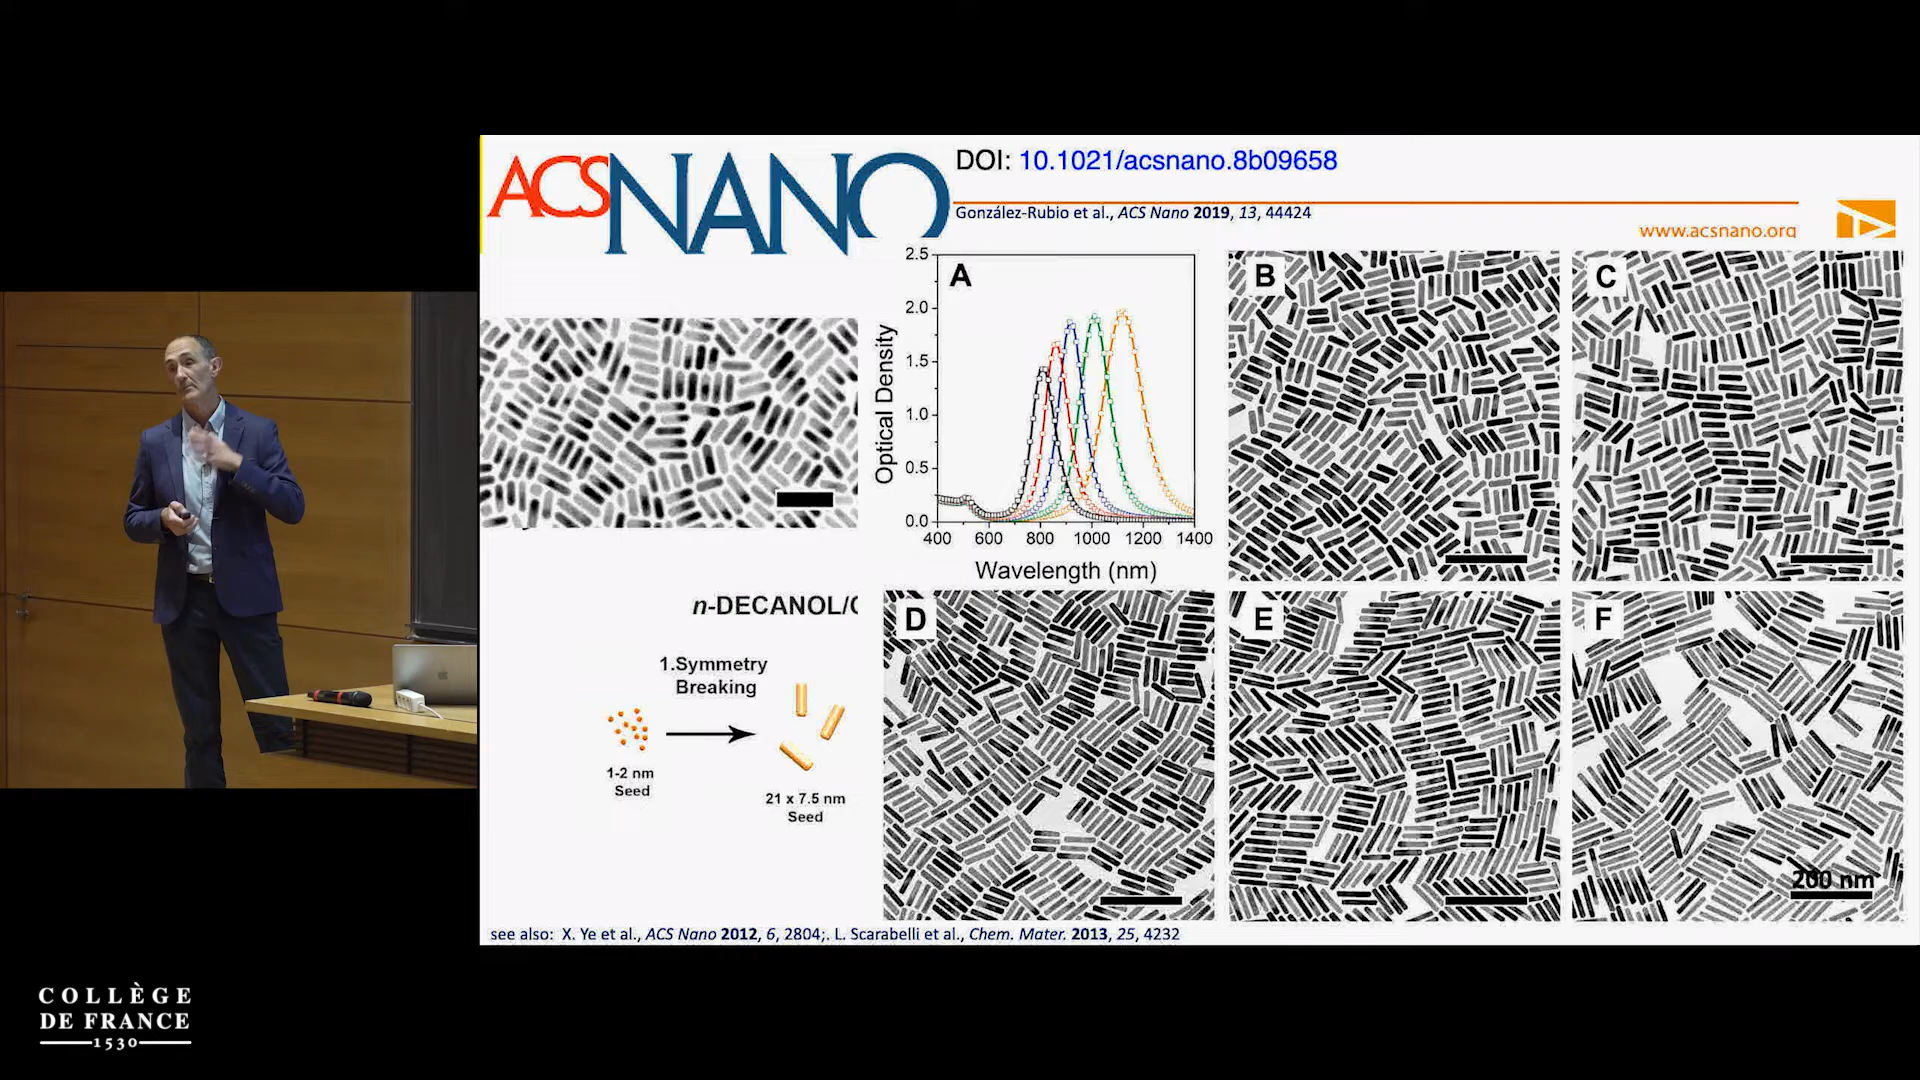 ACSNANO
DOI: 10.1021/acsnano.8b09658
González-Rubio et al., ACS Nano 2019, 13, 44424
www.acsnano.org
A
Optical Density
2.5
2.0
1.5
1.0
0.5
0.0
400 600 800 1000 1200 1400
Wavelength (nm)
B
C
n-DECANOL/
1.Symmetry
Breaking
1-2 nm
Seed
21 x 7.5 nm
Seed
D
E
F
200 nm
see also: X. Ye et al., ACS Nano 2012, 6, 2804;. L. Scarabelli et al., Chem. Mater. 2013, 25, 4232
COLLÈGE
DE FRANCE
1530